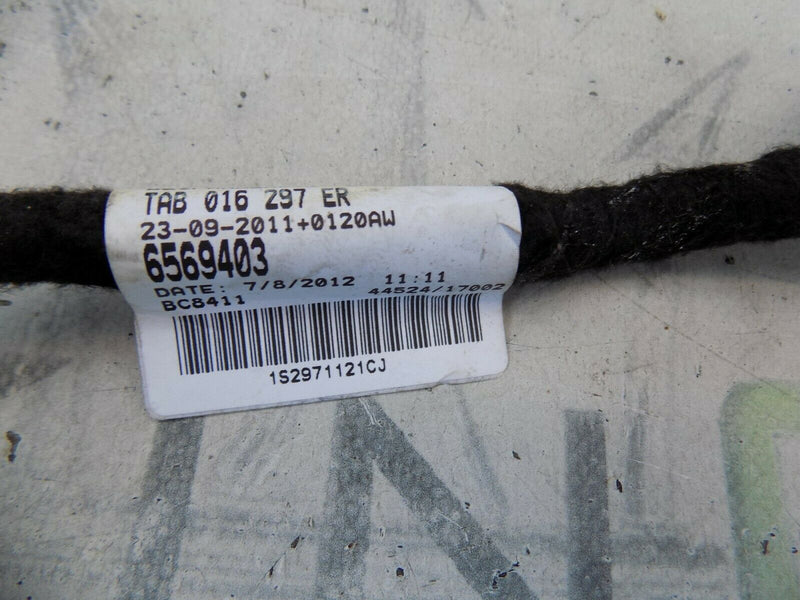 TAB 016 297 ER
23-09-2011+0120AW
6569403
DATE: 7/8/2012 11:11
BC8411 44524/17002
1S2971121CJ